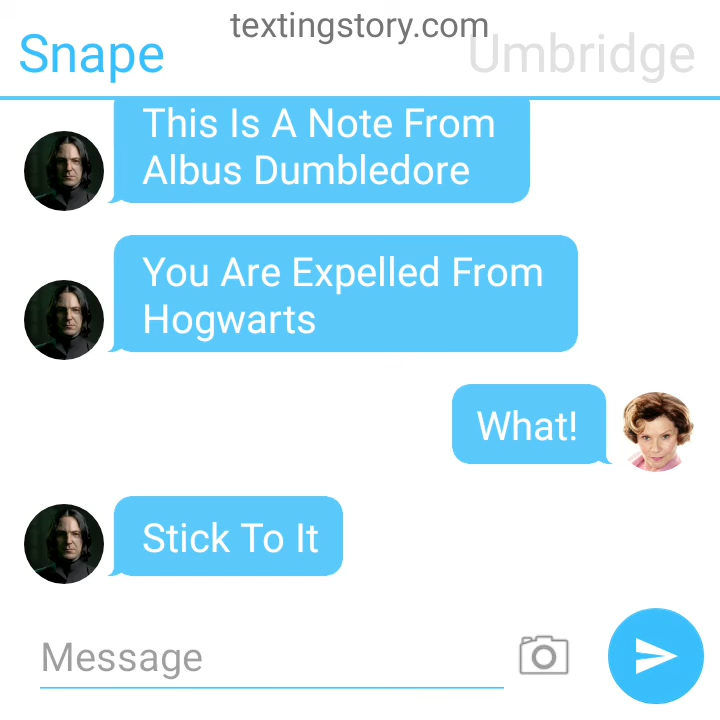 textingstory.com
Snape
Umbridge
This Is A Note From
Albus Dumbledore
You Are Expelled From
Hogwarts
What!
Stick To It
Message